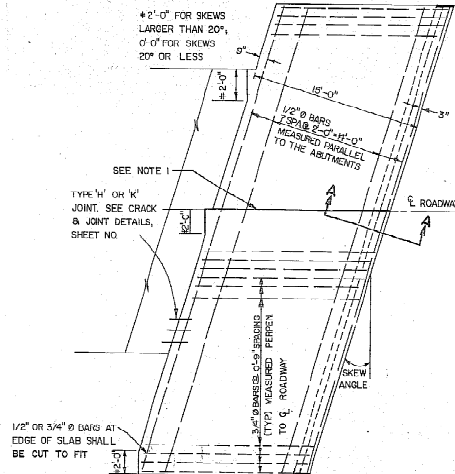 * 2'-0" FOR SKEWS
LARGER THAN 20°,
0'-0" FOR SKEWS
20° OR LESS
9"
* 2'-0"
15'-0"
3"
1/2" Ø BARS
7 SPA @ 2'-0" = 14'-0"
MEASURED PARALLEL
TO THE ABUTMENTS
SEE NOTE 1
TYPE 'H' OR 'K'
JOINT. SEE CRACK
& JOINT DETAILS,
SHEET NO.
A
A
℄ ROADWAY
*2'-0"
3/4" Ø BARS @ 0'-9" SPACING
(TYP) MEASURED PERPEN
TO ℄ ROADWAY
SKEW
ANGLE
1/2" OR 3/4" Ø BARS AT
EDGE OF SLAB SHALL
BE CUT TO FIT
*2'-0"